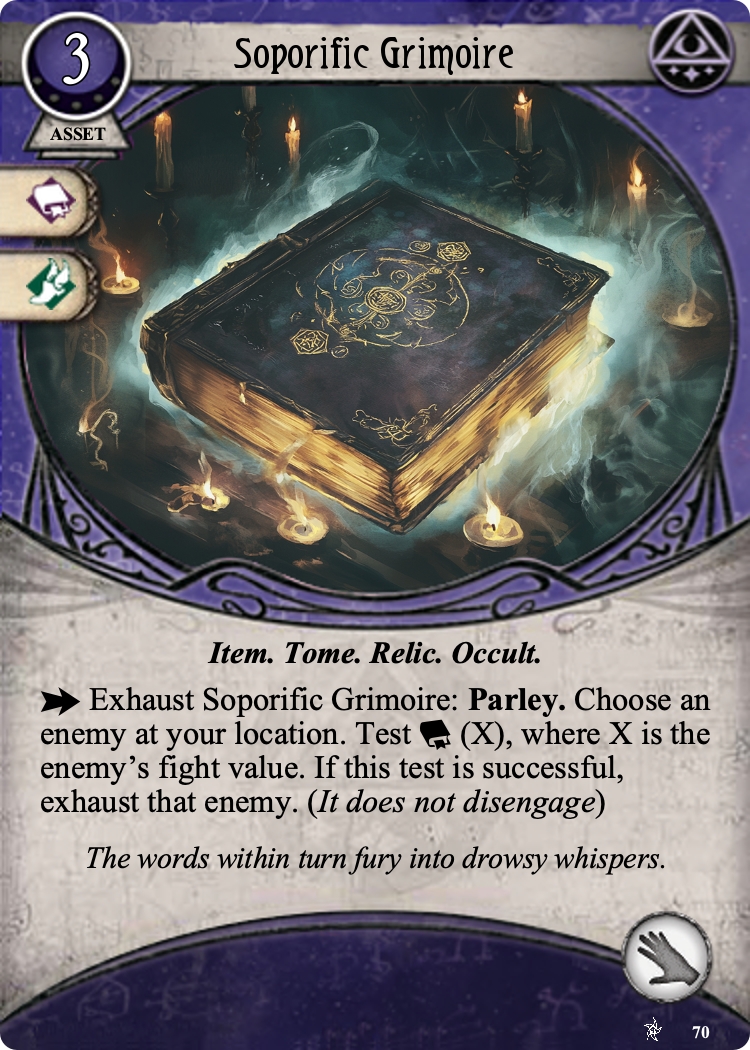 3
Soporific Grimoire
ASSET
Item. Tome. Relic. Occult.
Exhaust Soporific Grimoire: Parley. Choose an
enemy at your location. Test (X), where X is the
enemy’s fight value. If this test is successful,
exhaust that enemy. (It does not disengage)
The words within turn fury into drowsy whispers.
70